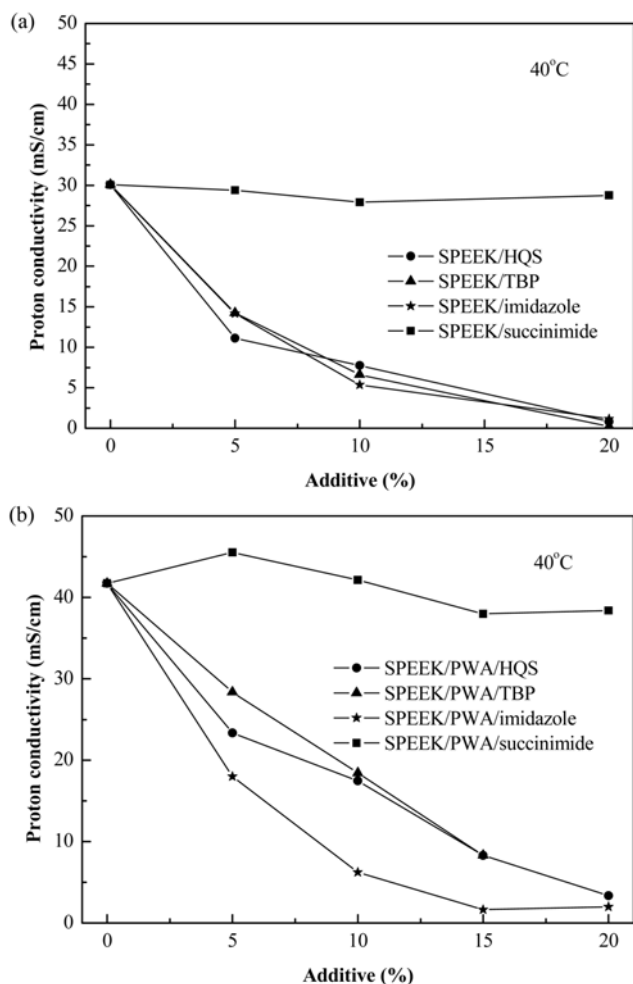 (a)
50
45
40
35
30
25
20
15
10
5
0
Proton conductivity (mS/cm)
40°C
SPEEK/HQS
SPEEK/TBP
SPEEK/imidazole
SPEEK/succinimide
0 5 10 15 20
Additive (%)
(b)
50
40
30
20
10
0
Proton conductivity (mS/cm)
40°C
SPEEK/PWA/HQS
SPEEK/PWA/TBP
SPEEK/PWA/imidazole
SPEEK/PWA/succinimide
0 5 10 15 20
Additive (%)